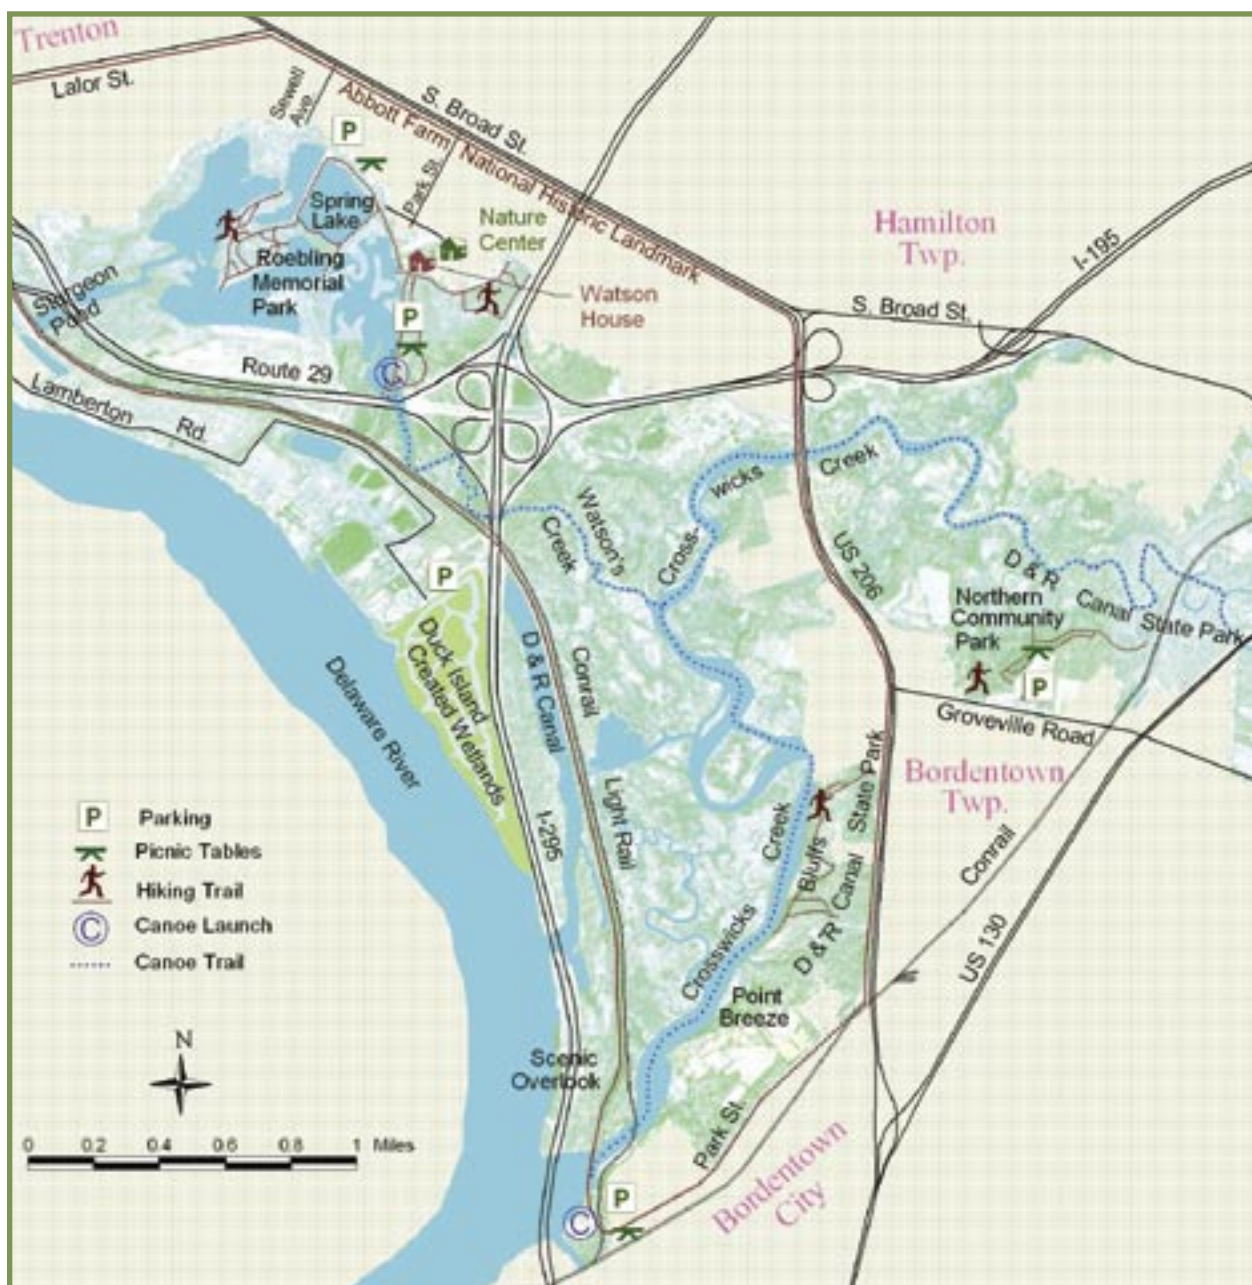 Trenton
Lalor St.
Sewell
Ave
P
S. Broad St.
Abbott Farm National Historic Landmark
Park St.
Spring
Lake
Nature
Center
Hamilton
Twp.
I-195
Roebling
Memorial
Park
Sturgeon
Pond
Watson
House
S. Broad St.
P
C
Route 29
Lamberton
Rd.
Watson's
Creek
Cross-
wicks
Creek
US 206
D & R
Canal State Park
Northern
Community
Park
P
P
Duck Island
Created Wetlands
D & R Canal
Conrail
Light Rail
Delaware River
Groveville Road
Bordentown
Twp.
I-295
Crosswicks
Creek
Bluffs
D & R Canal
State Park
Conrail
US 130
Point
Breeze
P Parking
Picnic Tables
Hiking Trail
C Canoe Launch
Canoe Trail
N
Scenic
Overlook
0 0.2 0.4 0.6 0.8 1 Miles
Park St.
Bordentown
City
P
C